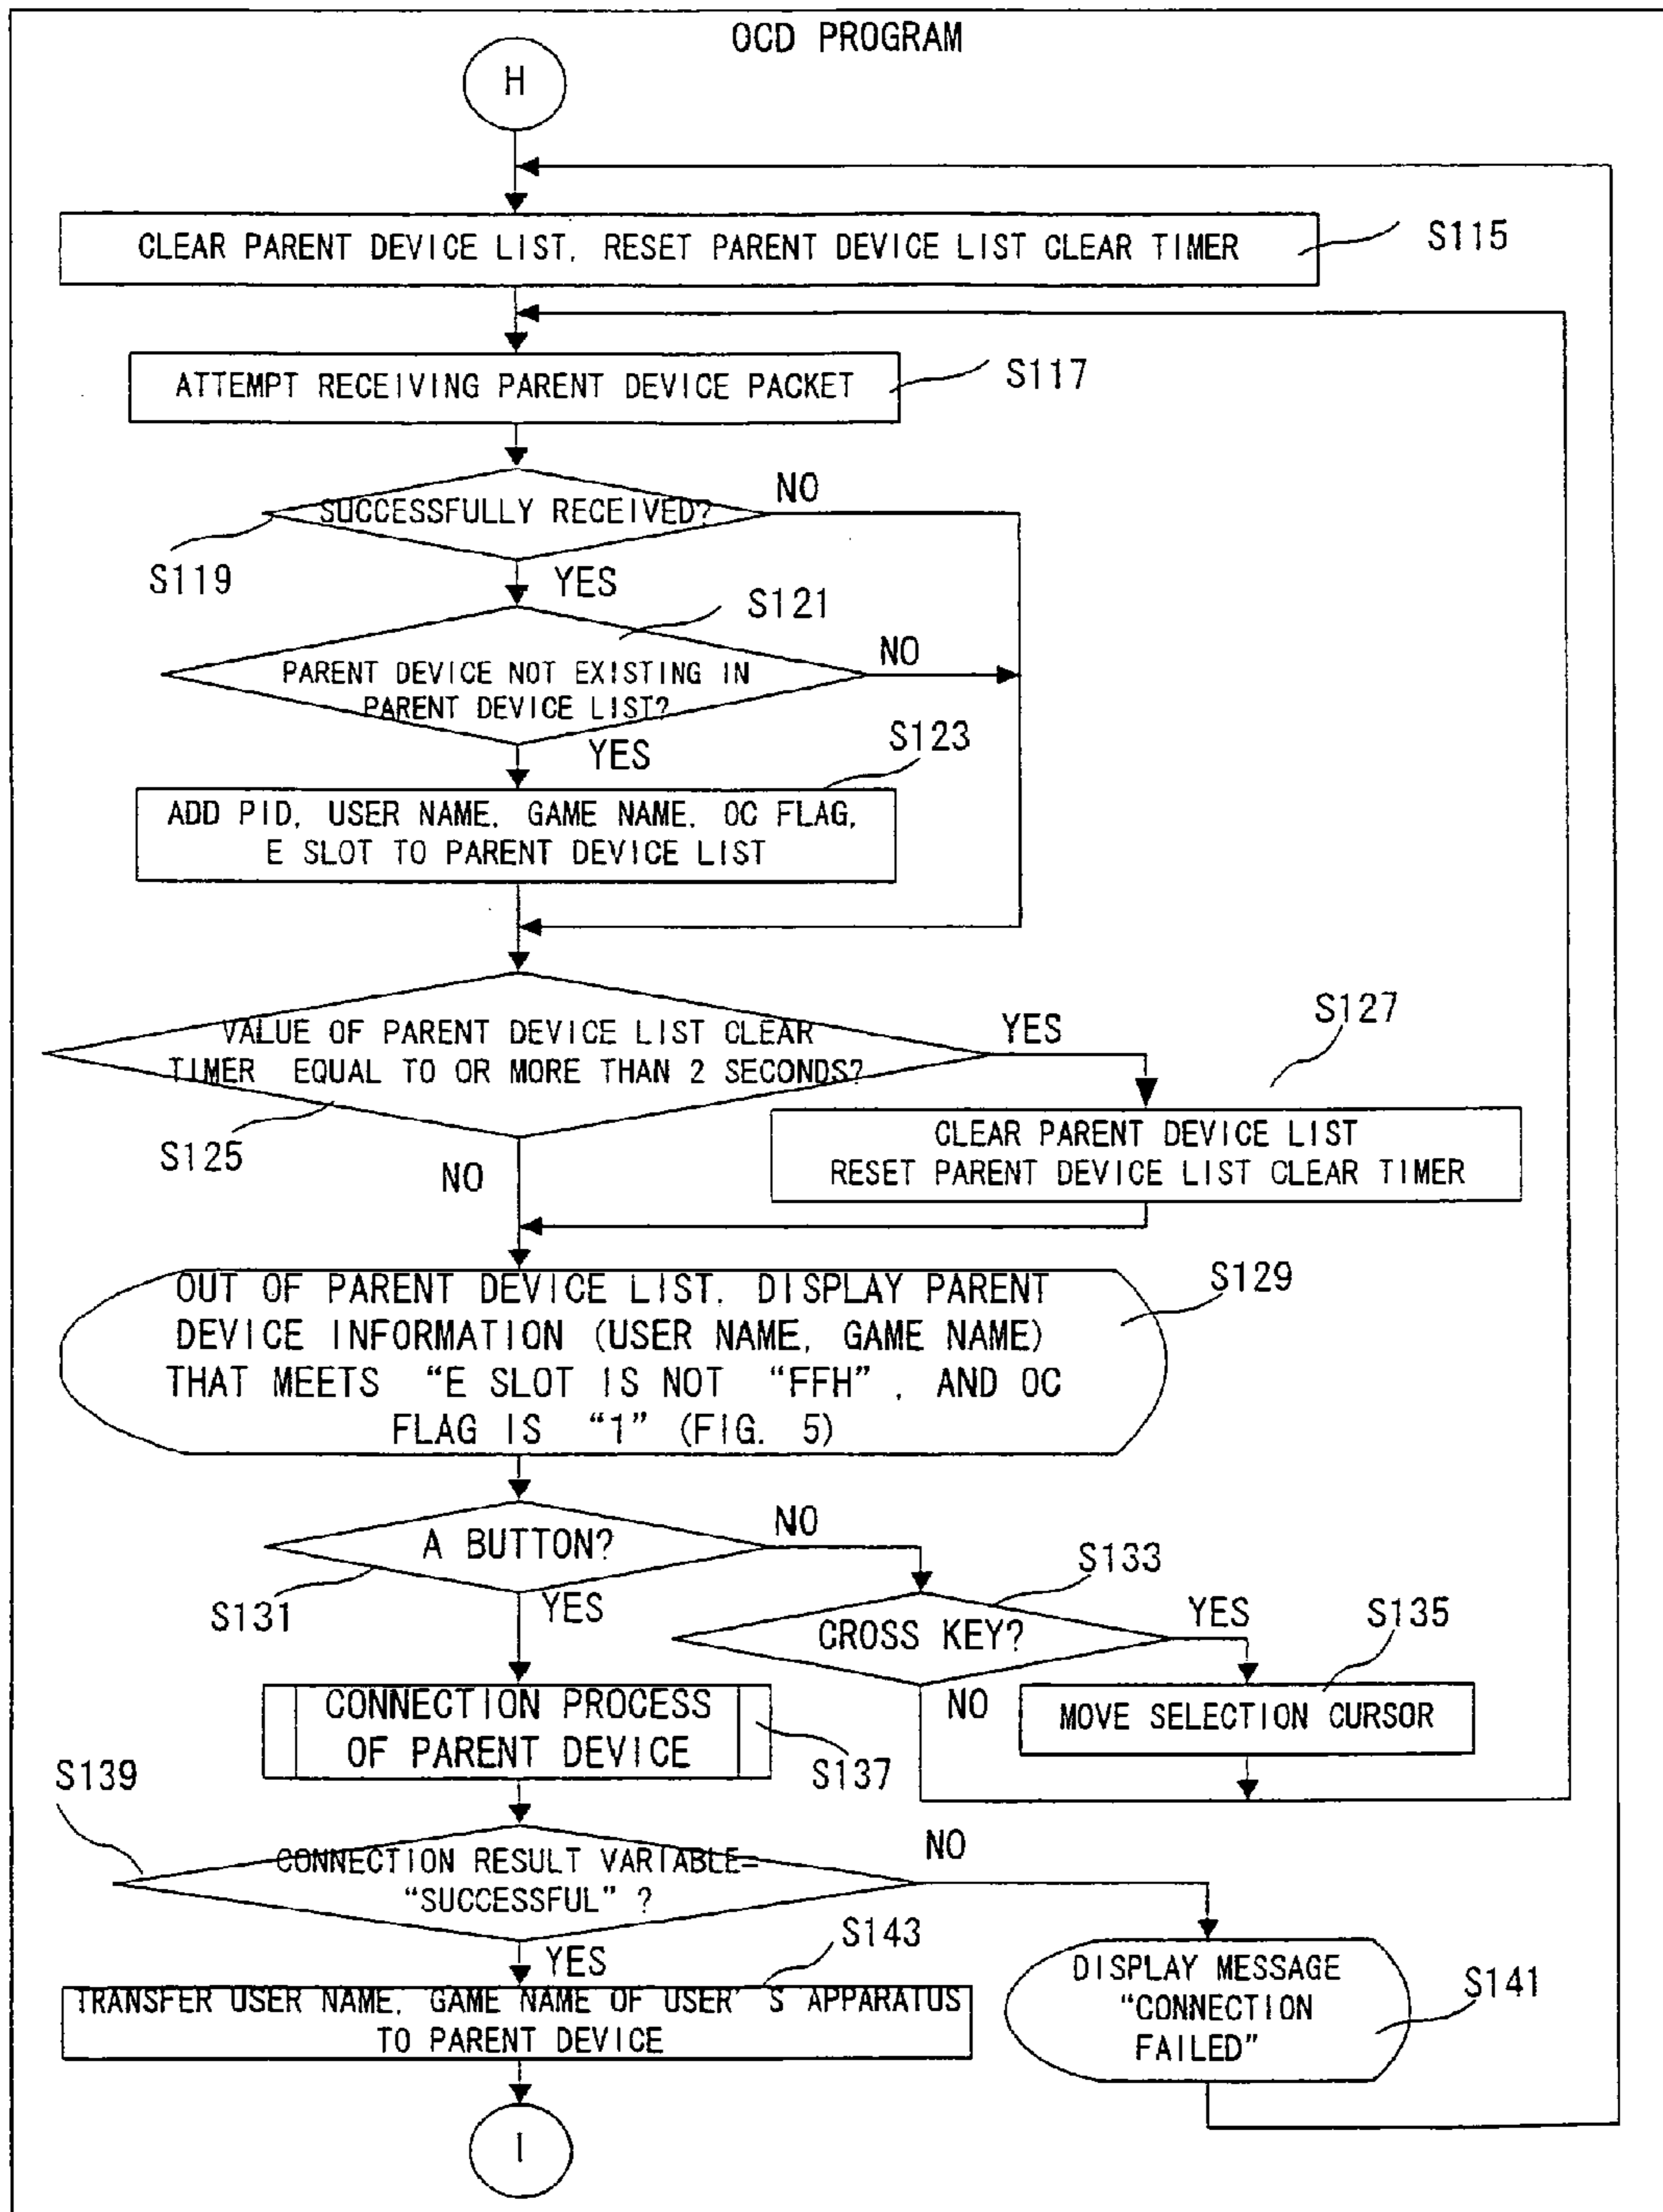 OCD PROGRAM
H
CLEAR PARENT DEVICE LIST, RESET PARENT DEVICE LIST CLEAR TIMER
S115
ATTEMPT RECEIVING PARENT DEVICE PACKET
S117
SUCCESSFULLY RECEIVED?
NO
S119
YES
S121
PARENT DEVICE NOT EXISTING IN
PARENT DEVICE LIST?
NO
YES
S123
ADD PID, USER NAME, GAME NAME, OC FLAG,
E SLOT TO PARENT DEVICE LIST
VALUE OF PARENT DEVICE LIST CLEAR
TIMER EQUAL TO OR MORE THAN 2 SECONDS?
YES
S127
S125
NO
CLEAR PARENT DEVICE LIST
RESET PARENT DEVICE LIST CLEAR TIMER
OUT OF PARENT DEVICE LIST, DISPLAY PARENT
DEVICE INFORMATION (USER NAME, GAME NAME)
THAT MEETS “E SLOT IS NOT “FFH”, AND OC
FLAG IS “1” (FIG. 5)
S129
A BUTTON?
NO
S131
YES
S133
CROSS KEY?
YES
S135
NO
MOVE SELECTION CURSOR
CONNECTION PROCESS
OF PARENT DEVICE
S137
S139
CONNECTION RESULT VARIABLE=
“SUCCESSFUL” ?
NO
YES
S143
TRANSFER USER NAME, GAME NAME OF USER'S APPARATUS
TO PARENT DEVICE
DISPLAY MESSAGE
“CONNECTION
FAILED”
S141
I